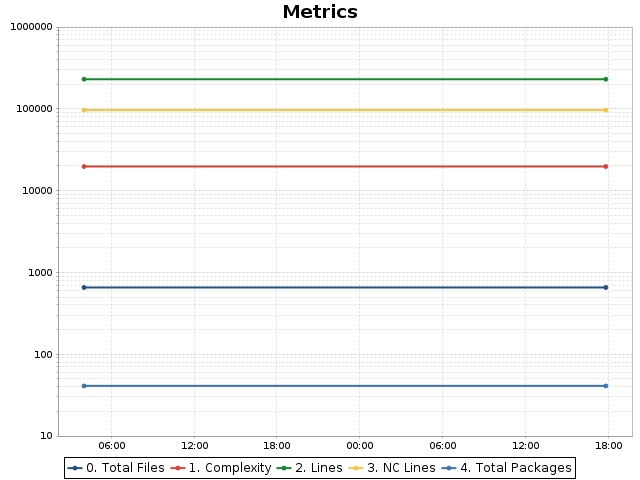 Metrics
1000000
100000
10000
1000
100
10
06:00 12:00 18:00 00:00 06:00 12:00 18:00
0. Total Files 1. Complexity 2. Lines 3. NC Lines 4. Total Packages